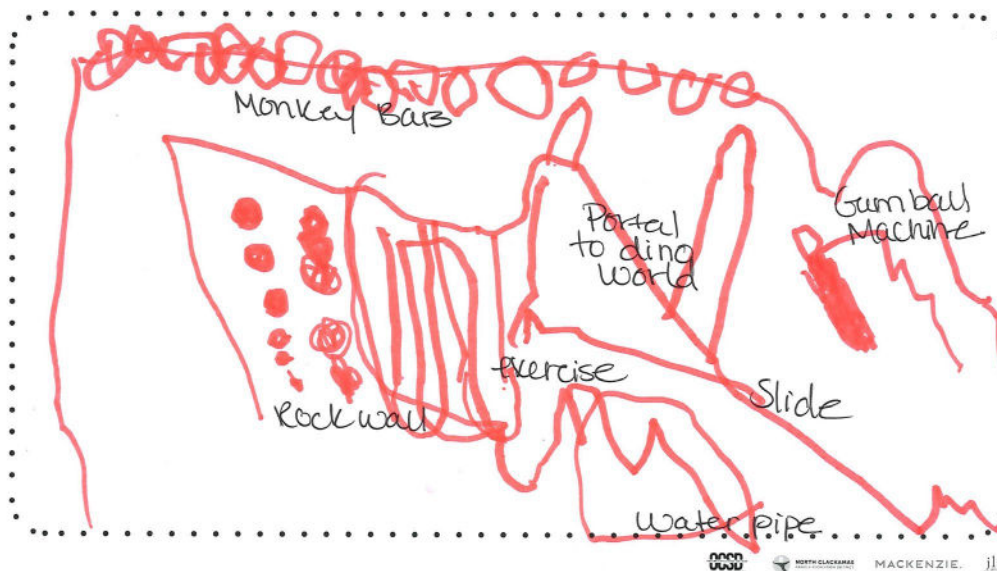 Monkey Bars
Gumball
Machine
Portal
to dino
world
exercise
Slide
Rock wall
Water pipe
OCSD
NORTH CLACKAMAS
MACKENZIE.